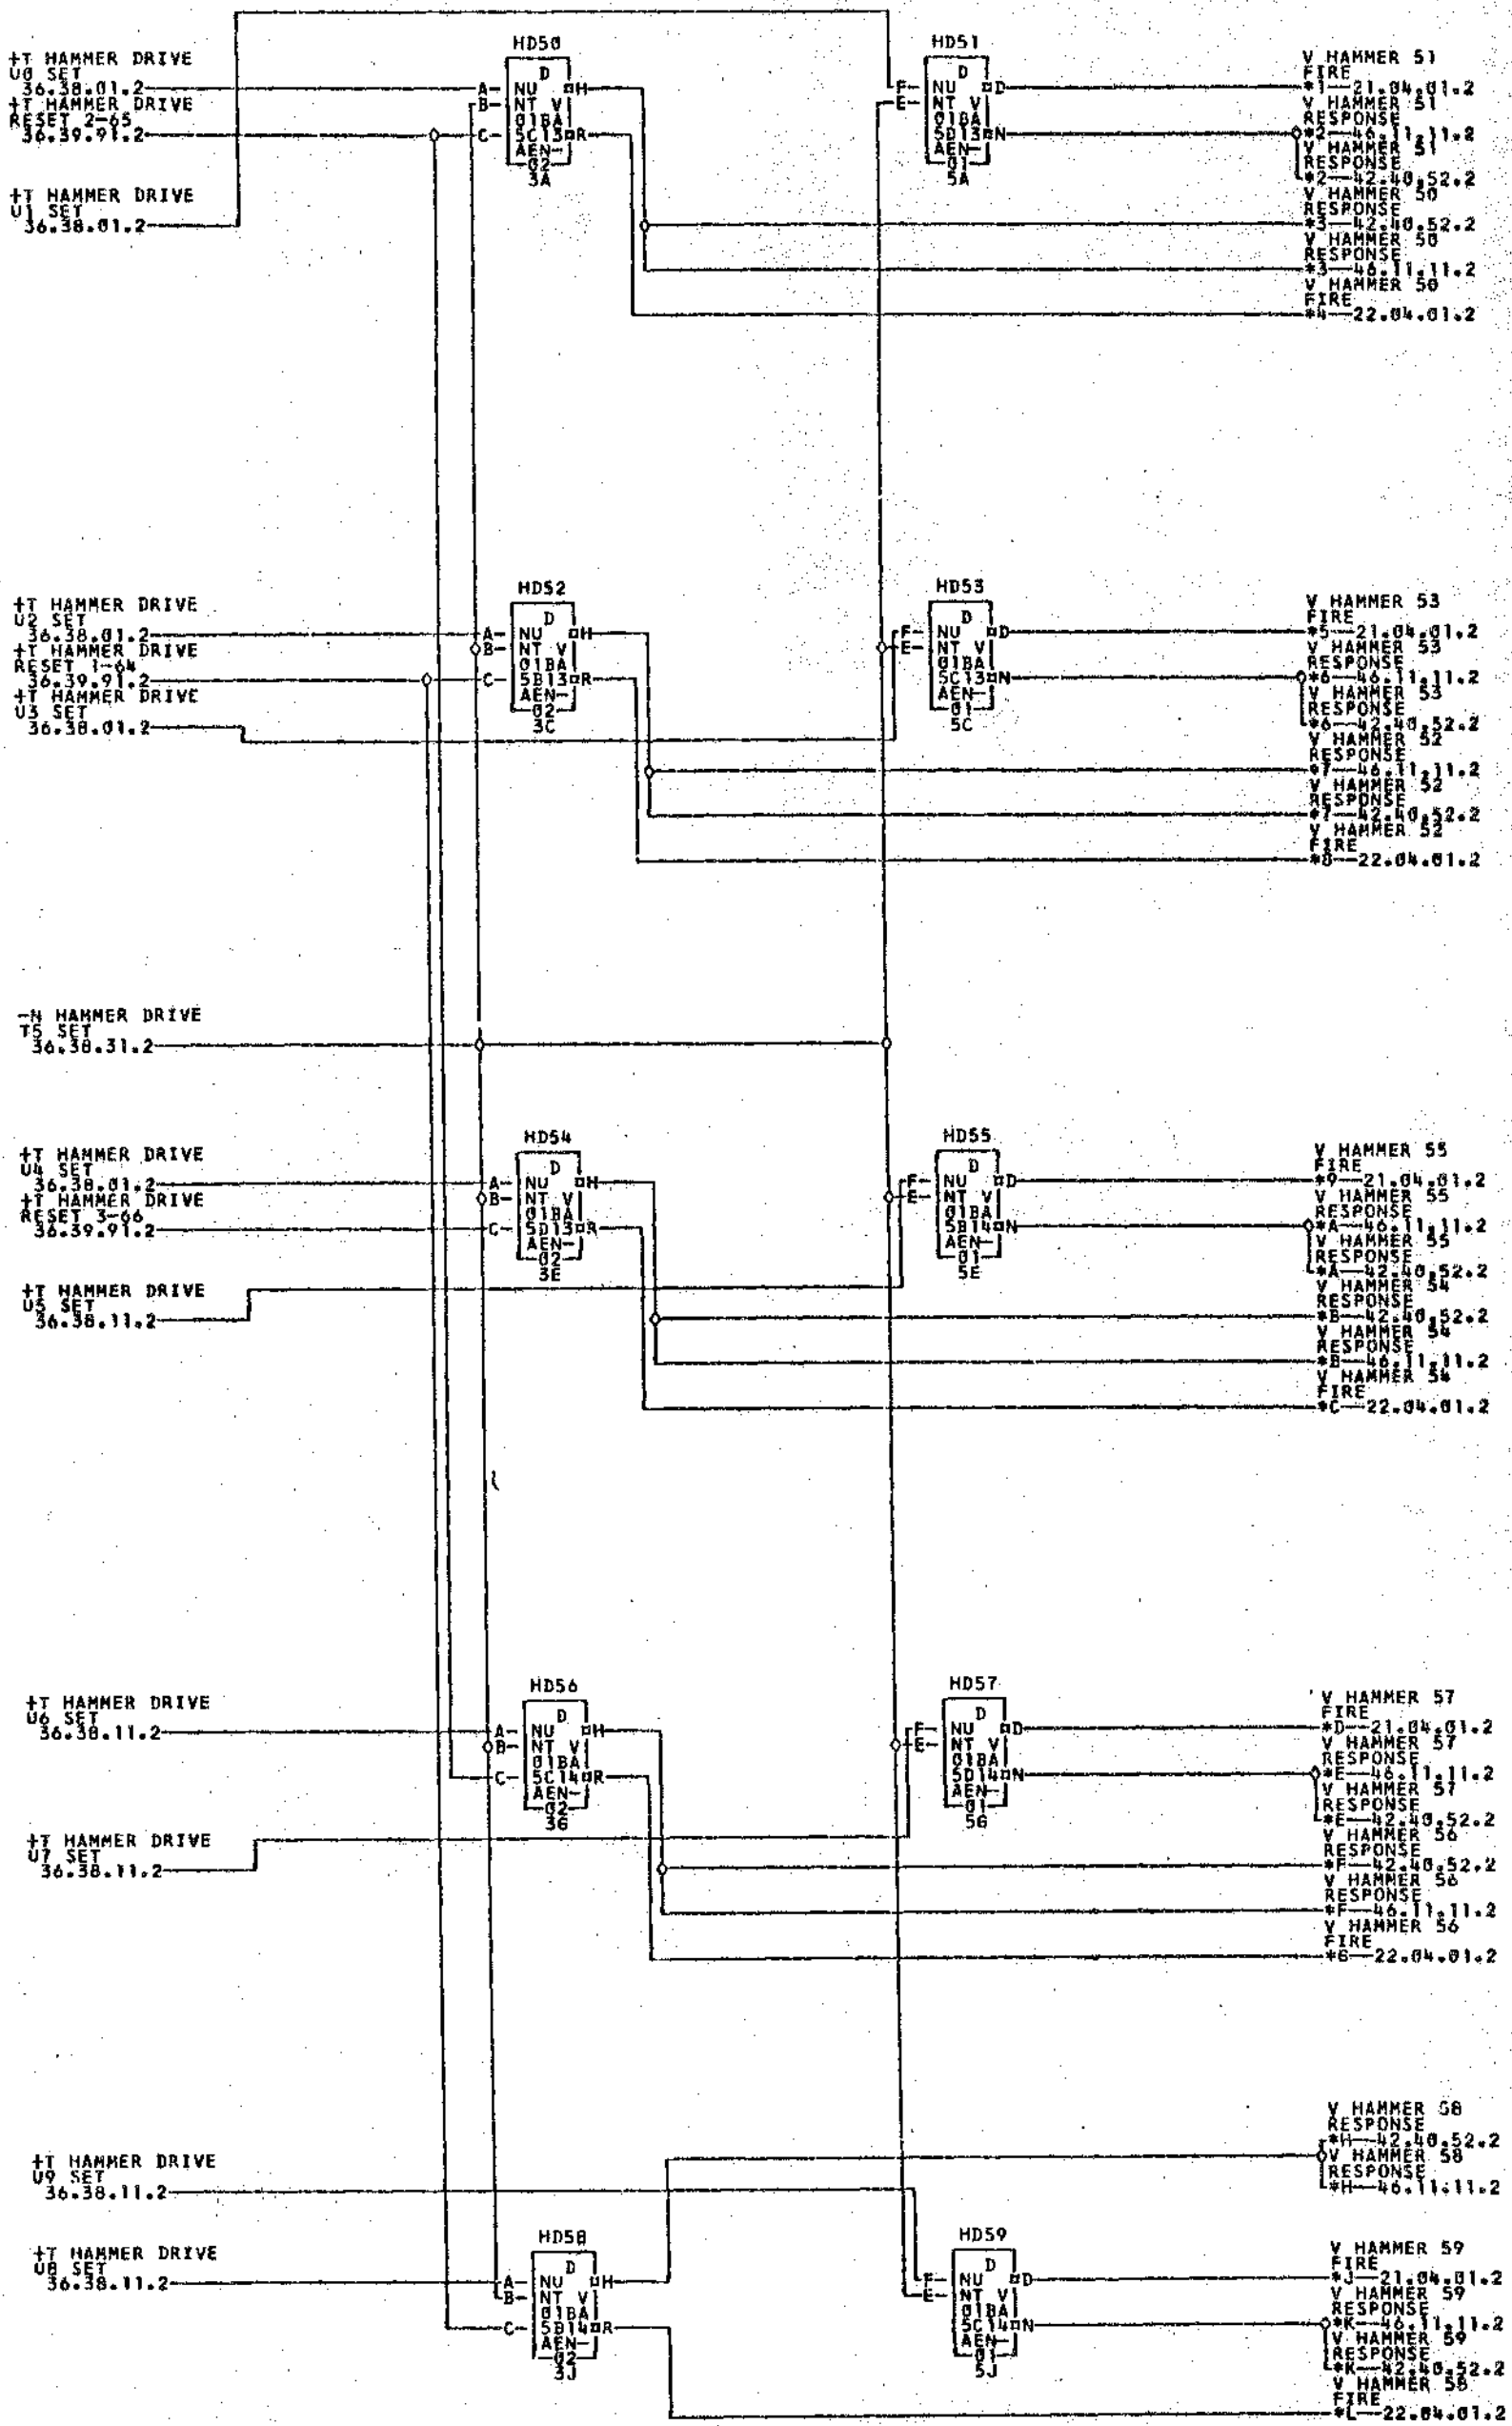 HD50
HD51
+T HAMMER DRIVE
U0 SET
36.38.01.2
+T HAMMER DRIVE
RESET 2-65
36.39.91.2
+T HAMMER DRIVE
U1 SET
36.38.01.2
A- NU D H
B- NT V
01BA
C- 5C13 R
AEN-
02
3A
F- NU D D
E- NT V
01BA
5D13 N
AEN-
01
5A
V HAMMER 51
FIRE
*1-21.04.01.2
V HAMMER 51
RESPONSE
*2-46.11.11.2
V HAMMER 51
RESPONSE
*2-42.40.52.2
V HAMMER 50
RESPONSE
*3-42.40.52.2
V HAMMER 50
RESPONSE
*3-46.11.11.2
V HAMMER 50
FIRE
*4-22.04.01.2
HD52
HD53
+T HAMMER DRIVE
U2 SET
36.38.01.2
+T HAMMER DRIVE
RESET 1-64
36.39.91.2
+T HAMMER DRIVE
U3 SET
36.38.01.2
A- NU D H
B- NT V
01BA
C- 5B13 R
AEN-
02
3C
F- NU D D
E- NT V
01BA
5C13 N
AEN-
01
5C
V HAMMER 53
FIRE
*5-21.04.01.2
V HAMMER 53
RESPONSE
*6-46.11.11.2
V HAMMER 53
RESPONSE
*6-42.40.52.2
V HAMMER 52
RESPONSE
*7-46.11.11.2
V HAMMER 52
RESPONSE
*7-42.40.52.2
V HAMMER 52
FIRE
*8-22.04.01.2
-N HAMMER DRIVE
T5 SET
36.38.31.2
HD54
HD55
+T HAMMER DRIVE
U4 SET
36.38.01.2
+T HAMMER DRIVE
RESET 3-66
36.39.91.2
+T HAMMER DRIVE
U5 SET
36.38.11.2
A- NU D H
B- NT V
01BA
C- 5D13 R
AEN-
02
3E
F- NU D D
E- NT V
01BA
5B14 N
AEN-
01
5E
V HAMMER 55
FIRE
*9-21.04.01.2
V HAMMER 55
RESPONSE
*A-46.11.11.2
V HAMMER 55
RESPONSE
*A-42.40.52.2
V HAMMER 54
RESPONSE
*B-42.40.52.2
V HAMMER 54
RESPONSE
*B-46.11.11.2
V HAMMER 54
FIRE
*C-22.04.01.2
HD56
HD57
+T HAMMER DRIVE
U6 SET
36.38.11.2
+T HAMMER DRIVE
U7 SET
36.38.11.2
A- NU D H
B- NT V
01BA
C- 5C14 R
AEN-
02
3G
F- NU D D
E- NT V
01BA
5D14 N
AEN-
01
5G
V HAMMER 57
FIRE
*D-21.04.01.2
V HAMMER 57
RESPONSE
*E-46.11.11.2
V HAMMER 57
RESPONSE
*E-42.40.52.2
V HAMMER 56
RESPONSE
*F-42.40.52.2
V HAMMER 56
RESPONSE
*F-46.11.11.2
V HAMMER 56
FIRE
*G-22.04.01.2
V HAMMER 58
RESPONSE
*H-42.40.52.2
V HAMMER 58
RESPONSE
*H-46.11.11.2
+T HAMMER DRIVE
U9 SET
36.38.11.2
HD58
HD59
+T HAMMER DRIVE
U8 SET
36.38.11.2
A- NU D H
B- NT V
01BA
C- 5B14 R
AEN-
02
3J
F- NU D D
E- NT V
01BA
5C14 N
AEN-
01
5J
V HAMMER 59
FIRE
*J-21.04.01.2
V HAMMER 59
RESPONSE
*K-46.11.11.2
V HAMMER 59
RESPONSE
*K-42.40.52.2
V HAMMER 58
FIRE
*L-22.04.01.2